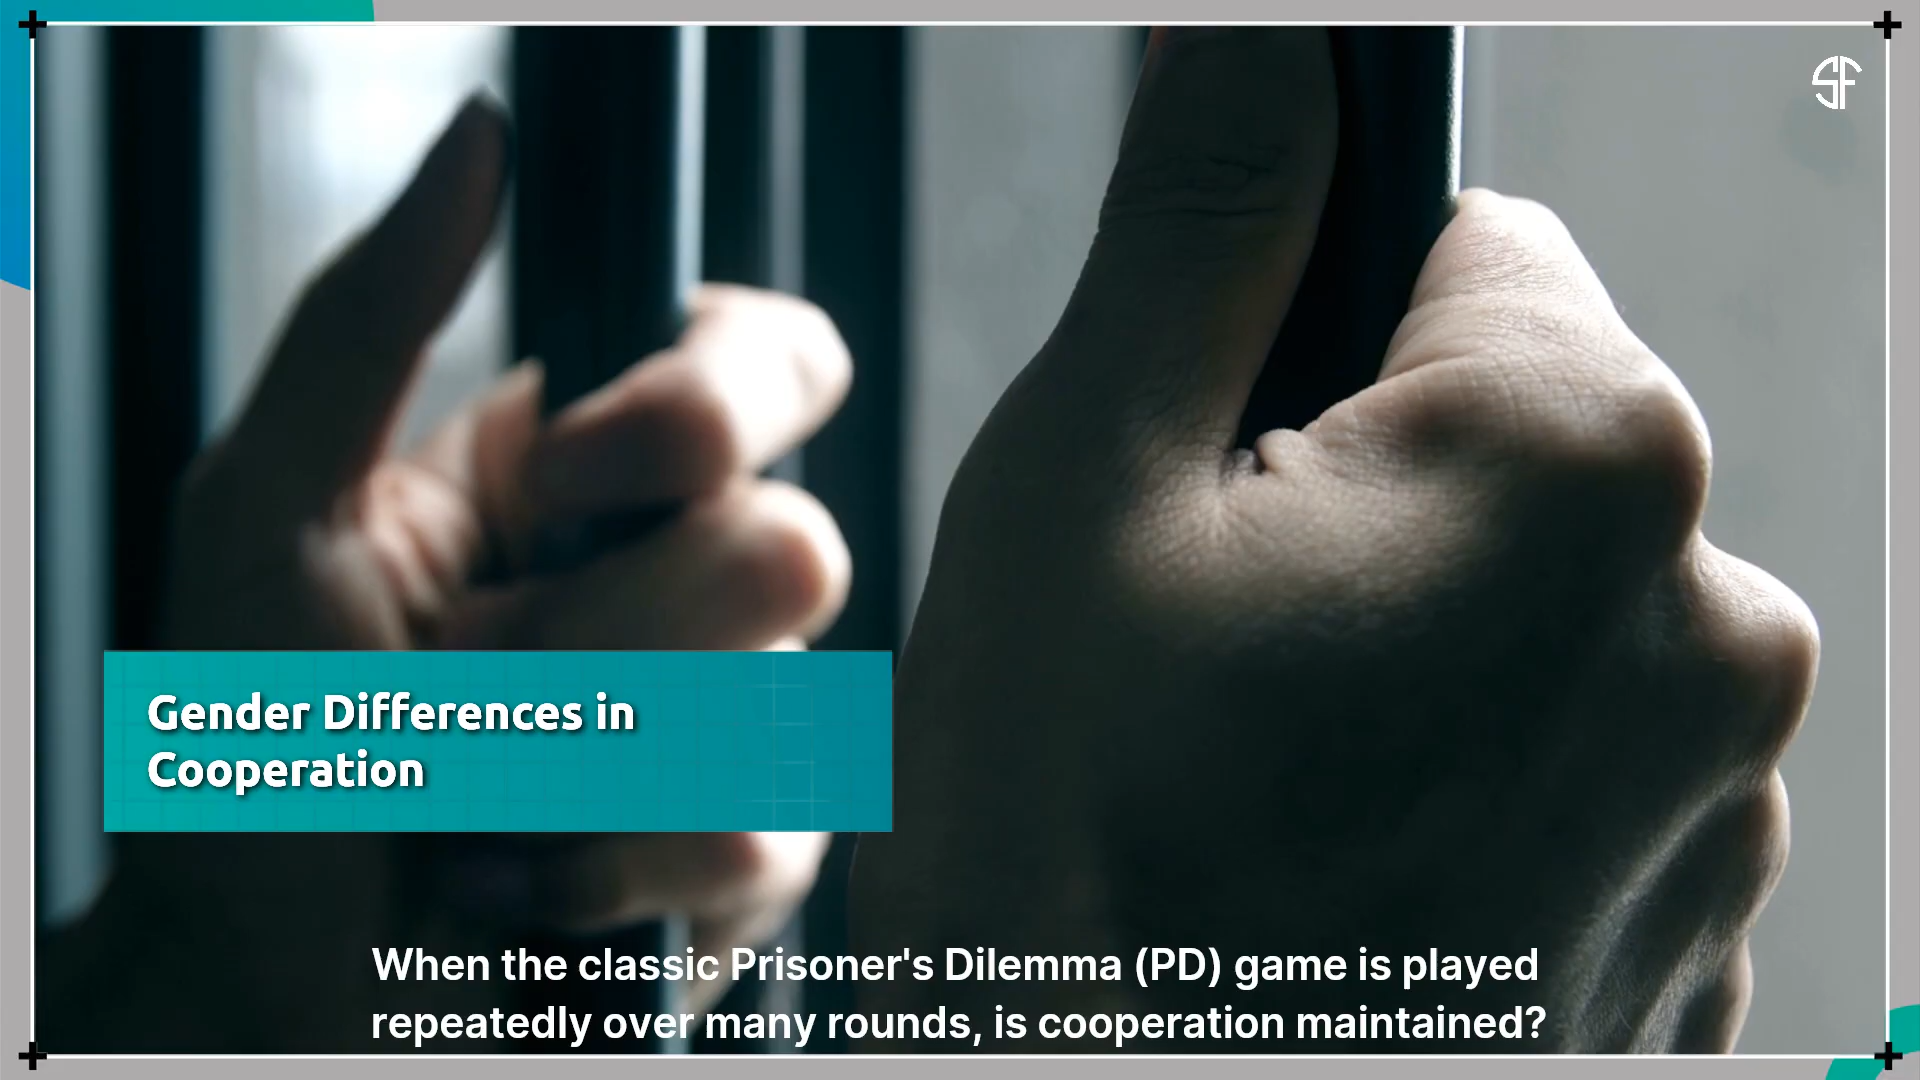 SF
Gender Differences in
Cooperation
When the classic Prisoner's Dilemma (PD) game is played
repeatedly over many rounds, is cooperation maintained?